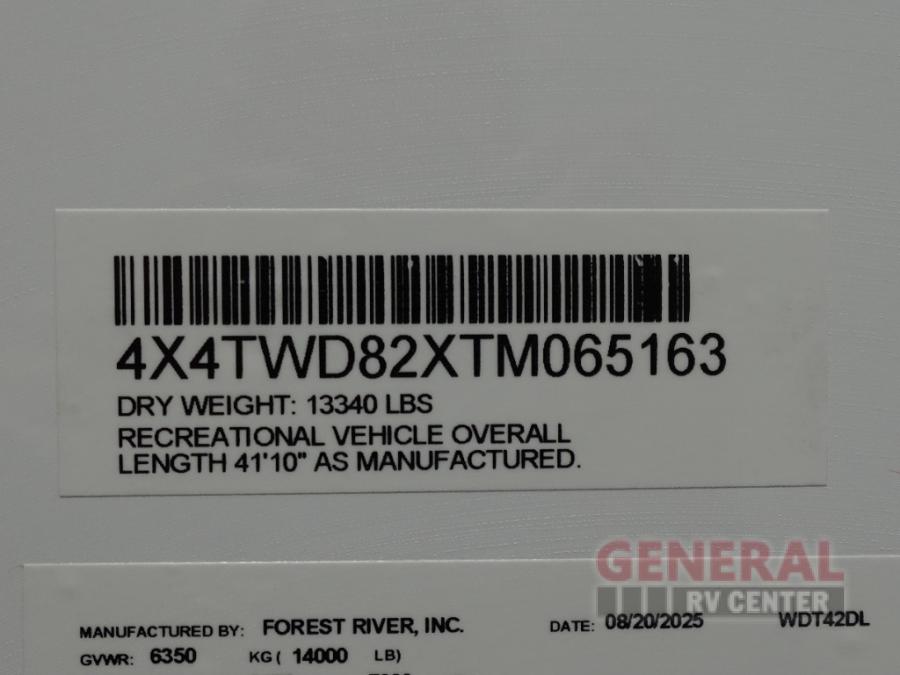 4X4TWD82XTM065163
DRY WEIGHT: 13340 LBS
RECREATIONAL VEHICLE OVERALL
LENGTH 41'10" AS MANUFACTURED.
GENERAL
RV CENTER
MANUFACTURED BY: FOREST RIVER, INC. DATE: 08/20/2025 WDT42DL
GVWR: 6350 KG ( 14000 LB)